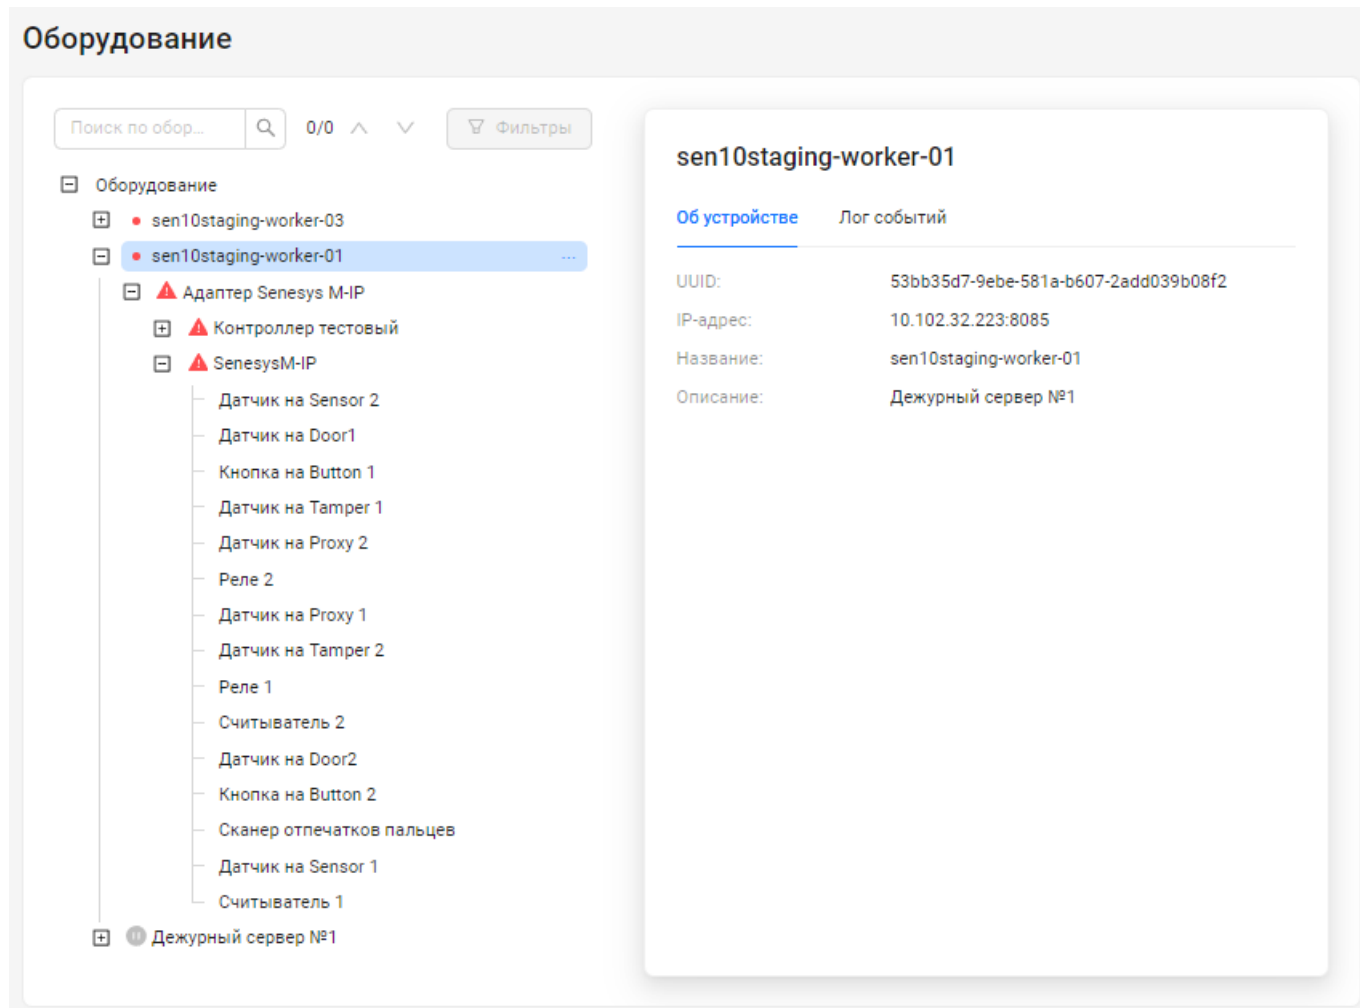 Оборудование
Поиск по обор...
0/0
Фильтры
Оборудование
sen10staging-worker-03
sen10staging-worker-01
...
Адаптер Senesys M-IP
Контроллер тестовый
SenesysM-IP
Датчик на Sensor 2
Датчик на Door1
Кнопка на Button 1
Датчик на Tamper 1
Датчик на Proxy 2
Реле 2
Датчик на Proxy 1
Датчик на Tamper 2
Реле 1
Считыватель 2
Датчик на Door2
Кнопка на Button 2
Сканер отпечатков пальцев
Датчик на Sensor 1
Считыватель 1
Дежурный сервер №1
sen10staging-worker-01
Об устройстве Лог событий
UUID: 53bb35d7-9ebe-581a-b607-2add039b08f2
IP-адрес: 10.102.32.223:8085
Название: sen10staging-worker-01
Описание: Дежурный сервер №1